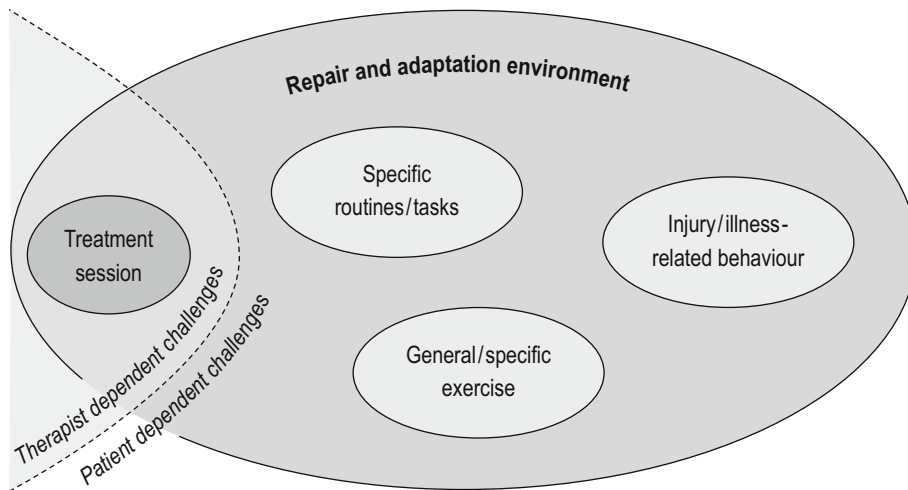 Repair and adaptation environment
Specific
routines/tasks
Treatment
session
Injury/illness-
related behaviour
General/specific
exercise
Therapist dependent challenges
Patient dependent challenges